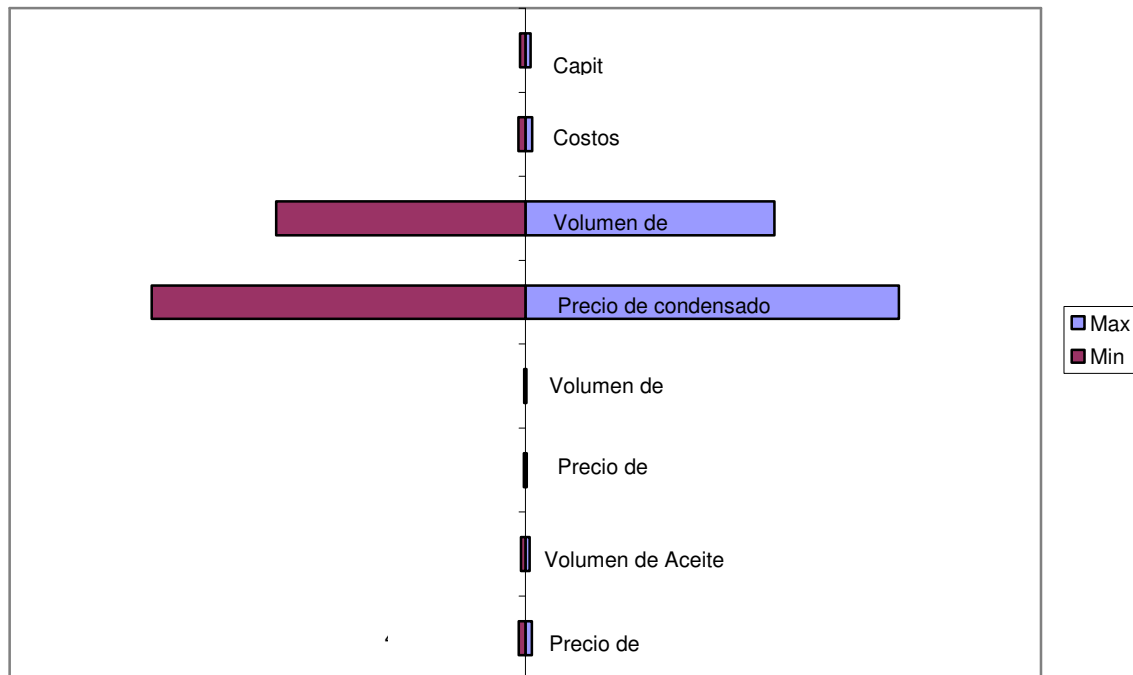 Capit
Costos
Volumen de
Precio de condensado
Volumen de
Precio de
Volumen de Aceite
Precio de
Max
Min